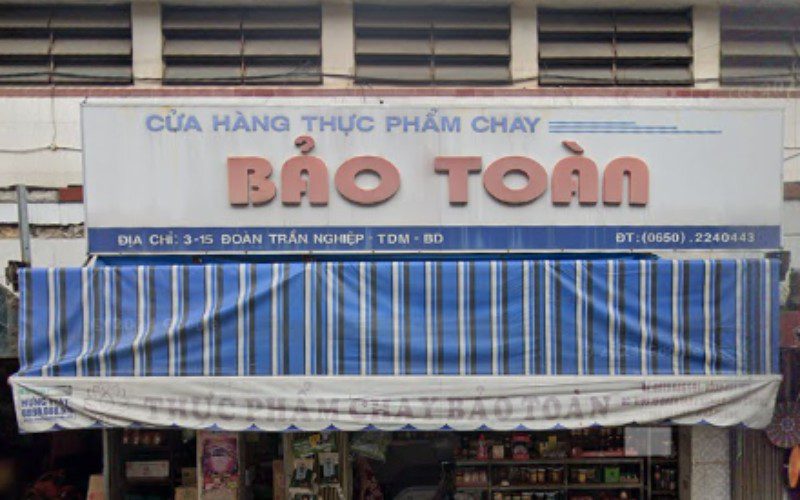 CỬA HÀNG THỰC PHẨM CHAY
BẢO TOÀN
ĐỊA CHỈ: 3-15 ĐOÀN TRẦN NGHIỆP - TDM - BD ĐT:(0650).2240443
THỰC PHẨM CHAY BẢO TOÀN